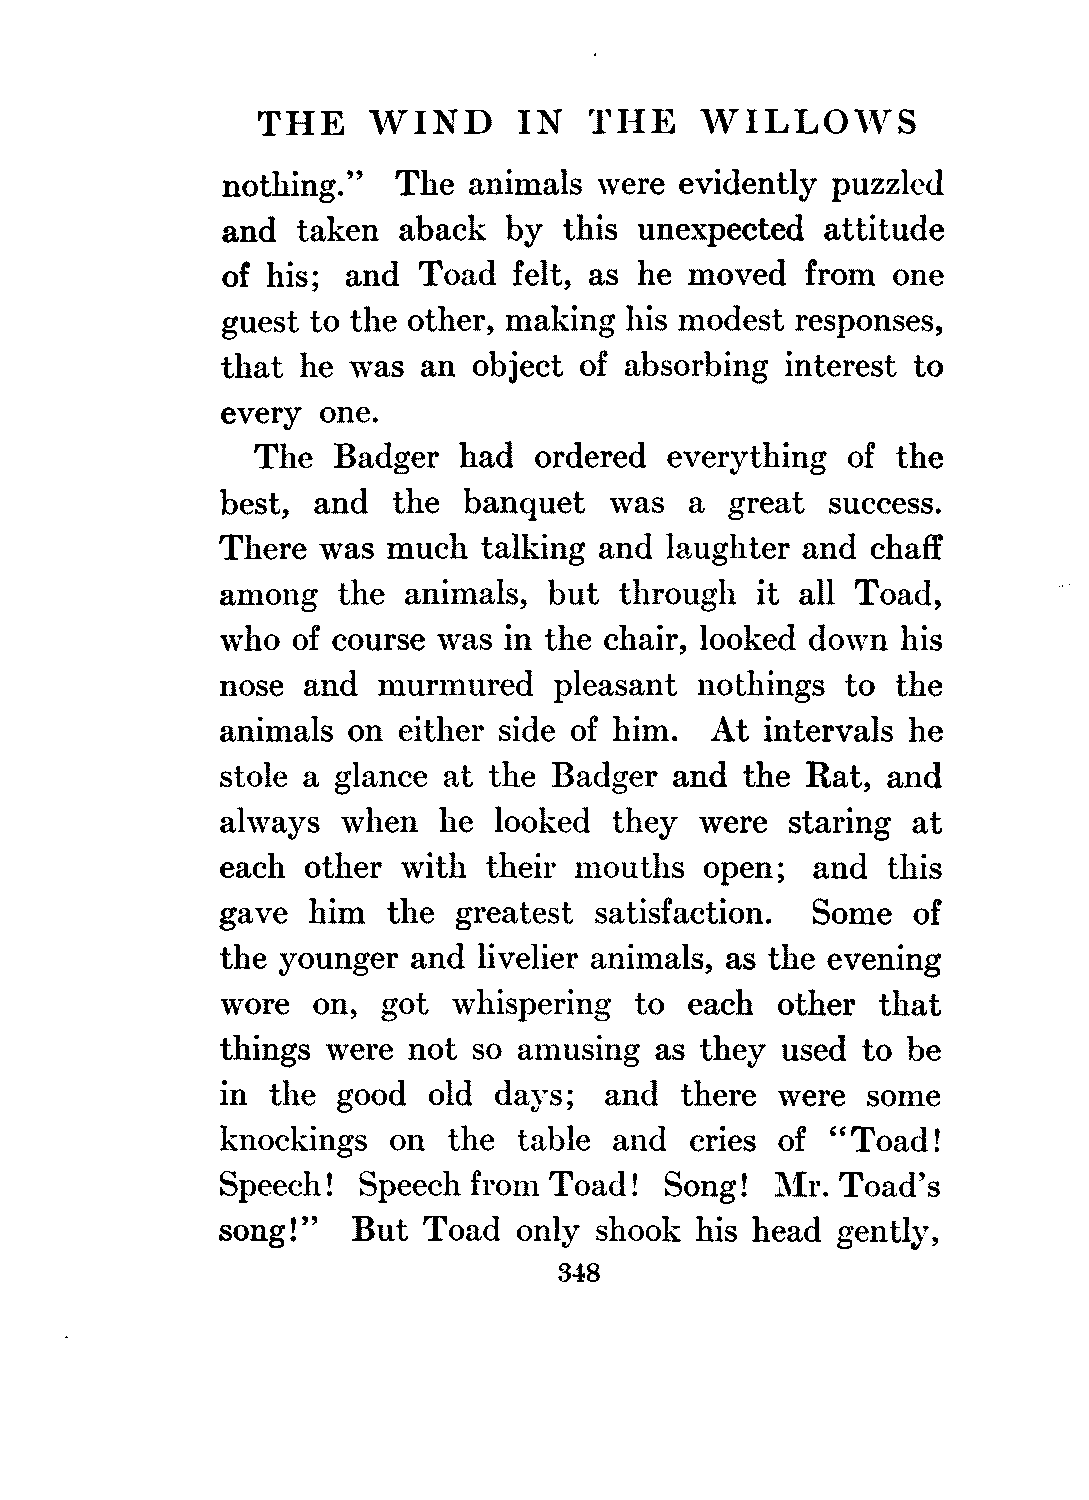 THE WIND IN THE WILLOWS
nothing." The animals were evidently puzzled
and taken aback by this unexpected attitude
of his; and Toad felt, as he moved from one
guest to the other, making his modest responses,
that he was an object of absorbing interest to
every one.
The Badger had ordered everything of the
best, and the banquet was a great success.
There was much talking and laughter and chaff
among the animals, but through it all Toad,
who of course was in the chair, looked down his
nose and murmured pleasant nothings to the
animals on either side of him. At intervals he
stole a glance at the Badger and the Rat, and
always when he looked they were staring at
each other with their mouths open; and this
gave him the greatest satisfaction. Some of
the younger and livelier animals, as the evening
wore on, got whispering to each other that
things were not so amusing as they used to be
in the good old days; and there were some
knockings on the table and cries of "Toad!
Speech! Speech from Toad! Song! Mr. Toad's
song!" But Toad only shook his head gently,
348